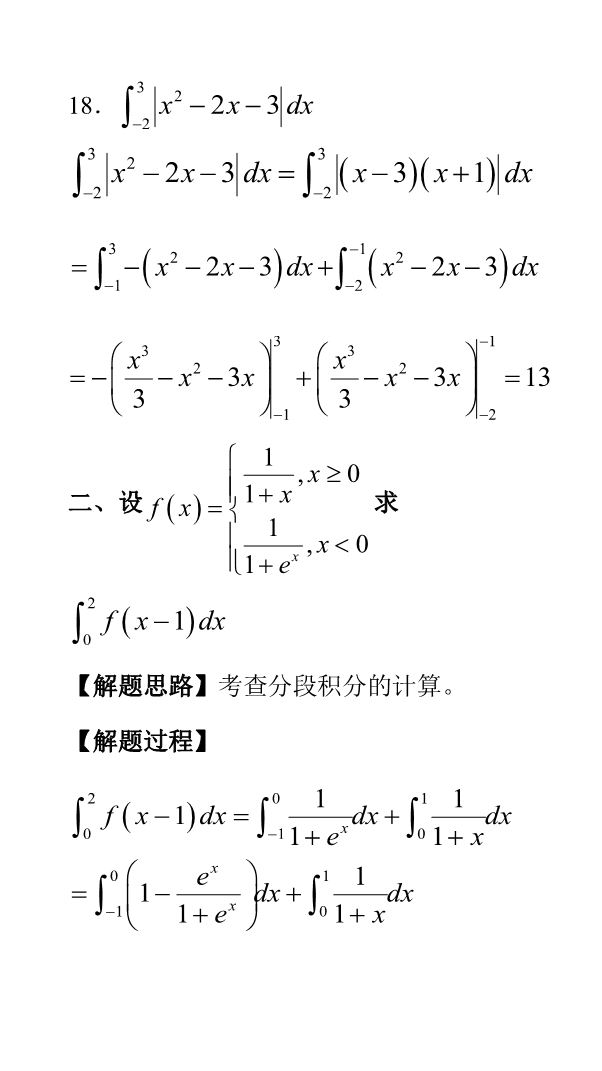 18. $\int_{-2}^{3}\left|x^2-2x-3\right|dx$
$\int_{-2}^{3}\left|x^2-2x-3\right|dx=\int_{-2}^{3}\left|(x-3)(x+1)\right|dx$
$=\int_{-1}^{3}-\left(x^2-2x-3\right)dx+\int_{-2}^{-1}\left(x^2-2x-3\right)dx$
$=-\left(\frac{x^3}{3}-x^2-3x\right)\Big|_{-1}^{3}+\left(\frac{x^3}{3}-x^2-3x\right)\Big|_{-2}^{-1}=13$
二、设 $f(x)=\begin{cases}\frac{1}{1+x},x\geq 0\\\frac{1}{1+e^x},x<0\end{cases}$ 求
$\int_{0}^{2}f(x-1)dx$
【解题思路】考查分段积分的计算。
【解题过程】
$\int_{0}^{2}f(x-1)dx=\int_{-1}^{0}\frac{1}{1+e^x}dx+\int_{0}^{1}\frac{1}{1+x}dx$
$=\int_{-1}^{0}\left(1-\frac{e^x}{1+e^x}\right)dx+\int_{0}^{1}\frac{1}{1+x}dx$